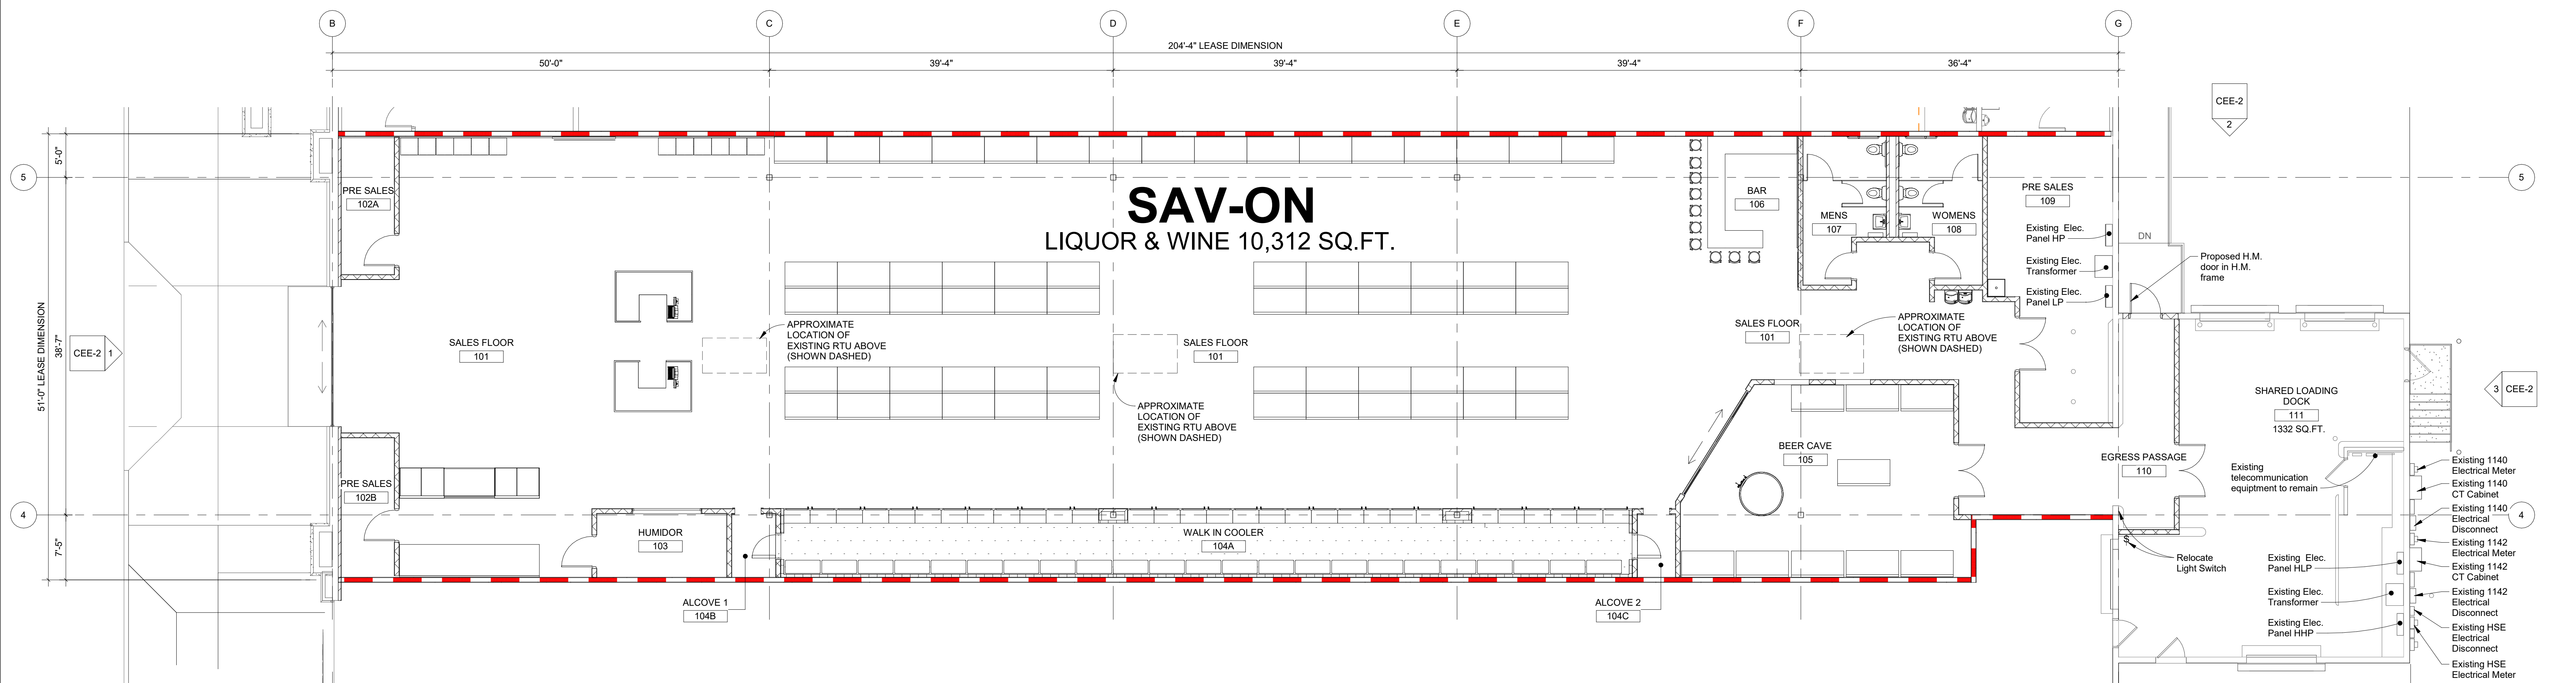 B
C
D
E
F
G
204'-4" LEASE DIMENSION
50'-0"
39'-4"
39'-4"
39'-4"
36'-4"
CEE-2
2
5'-0"
5
5
PRE SALES
102A
SAV-ON
LIQUOR & WINE 10,312 SQ.FT.
BAR
106
MENS
107
WOMENS
108
PRE SALES
109
Existing Elec.
Panel HP
Existing Elec.
Transformer
Existing Elec.
Panel LP
DN
Proposed H.M.
door in H.M.
frame
51'-0" LEASE DIMENSION
38'-7"
CEE-2
1
SALES FLOOR
101
APPROXIMATE
LOCATION OF
EXISTING RTU ABOVE
(SHOWN DASHED)
SALES FLOOR
101
APPROXIMATE
LOCATION OF
EXISTING RTU ABOVE
(SHOWN DASHED)
SALES FLOOR
101
APPROXIMATE
LOCATION OF
EXISTING RTU ABOVE
(SHOWN DASHED)
SHARED LOADING
DOCK
111
1332 SQ.FT.
3
CEE-2
BEER CAVE
105
EGRESS PASSAGE
110
Existing
telecommunication
equiptment to remain
PRE SALES
102B
4
4
7'-5"
HUMIDOR
103
WALK IN COOLER
104A
ALCOVE 1
104B
ALCOVE 2
104C
$
Relocate
Light Switch
Existing Elec.
Panel HLP
Existing Elec.
Transformer
Existing Elec.
Panel HHP
Existing 1140
Electrical Meter
Existing 1140
CT Cabinet
Existing 1140
Electrical
Disconnect
Existing 1142
Electrical Meter
Existing 1142
CT Cabinet
Existing 1142
Electrical
Disconnect
Existing HSE
Electrical
Disconnect
Existing HSE
Electrical Meter